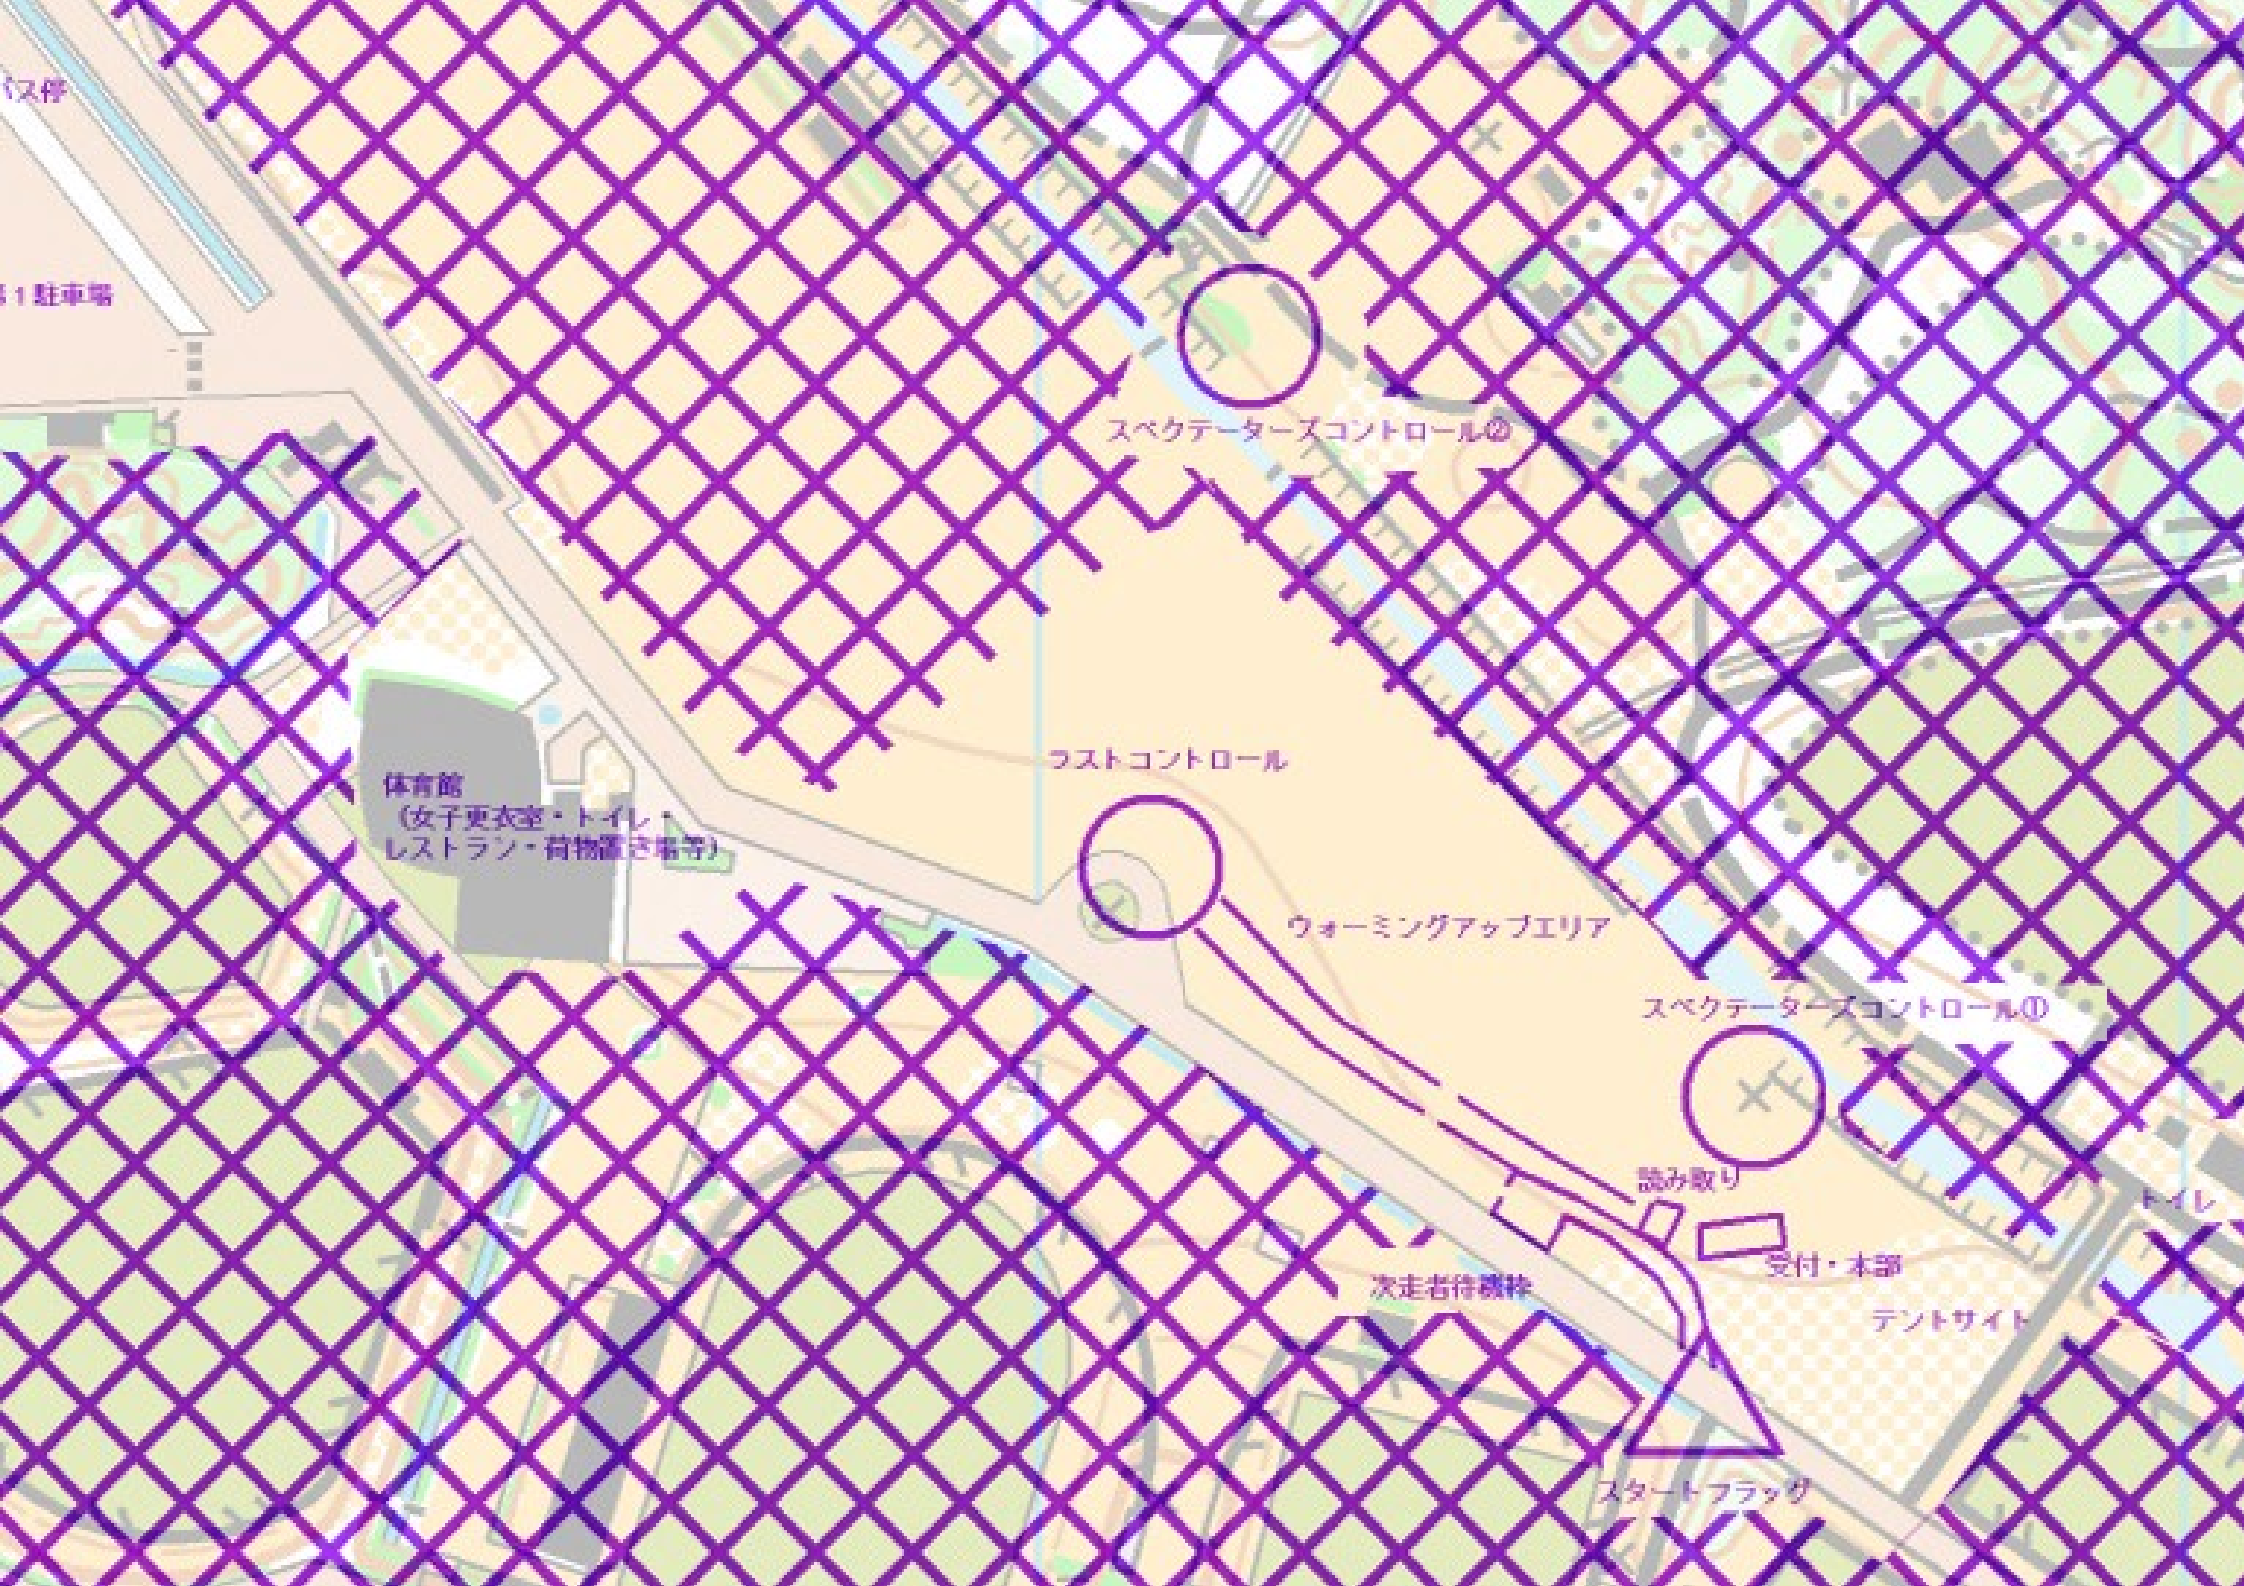 バス停
第1駐車場
スペクテーターズコントロール②
ラストコントロール
体育館
（女子更衣室・トイレ・
レストラン・荷物置き場等）
ウォーミングアップエリア
スペクテーターズコントロール①
読み取り
トイレ
受付・本部
次走者待機枠
テントサイト
スタートフラッグ